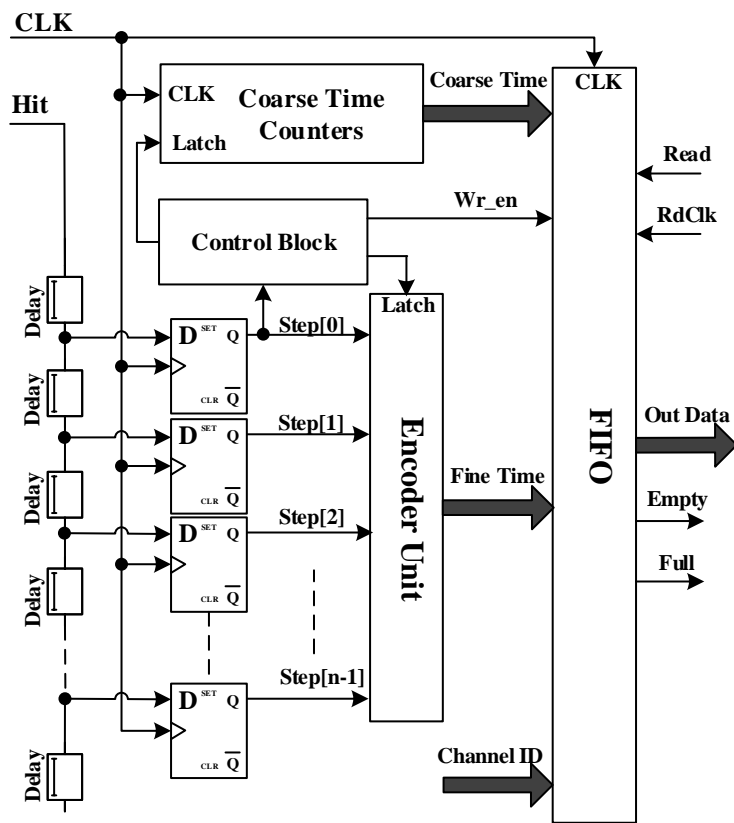 CLK
Hit
CLK
Latch
Coarse Time
Counters
Coarse Time
CLK
Read
RdClk
Wr_en
Control Block
Latch
Delay
Delay
Delay
Delay
Delay
D SET Q
CLR Q
Step[0]
D SET Q
CLR Q
Step[1]
D SET Q
CLR Q
Step[2]
D SET Q
CLR Q
Step[n-1]
Encoder Unit
Fine Time
FIFO
Out Data
Empty
Full
Channel ID